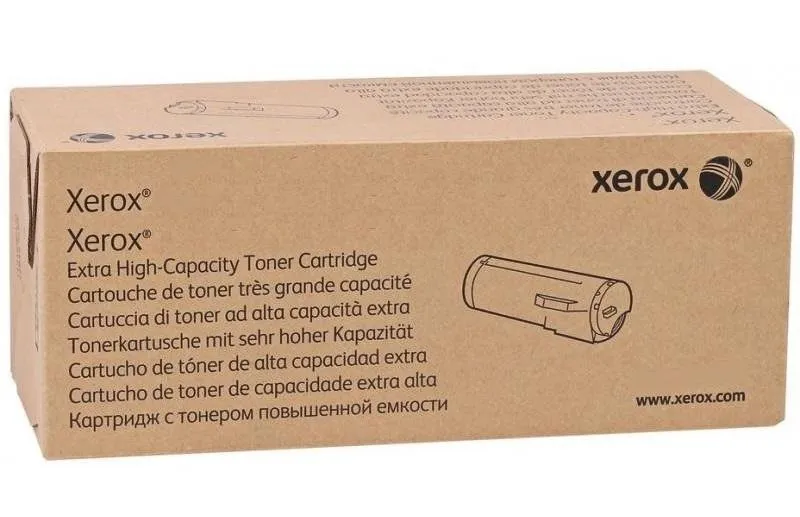 xerox
xerox®
Xerox®
Xerox®
Extra High-Capacity Toner Cartridge
Cartouche de toner très grande capacité
Cartuccia di toner ad alta capacità extra
Tonerkartusche mit sehr hoher Kapazität
Cartucho de tóner de alta capacidad extra
Cartucho de toner de capacidade extra alta
Картридж с тонером повышенной емкости
www.xerox.com